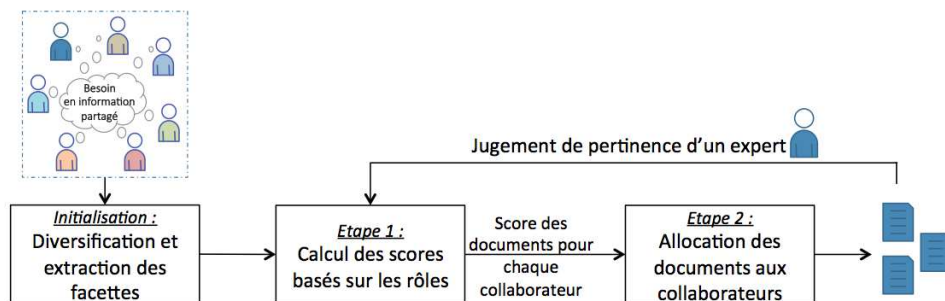 Besoin
en information
partagé
Jugement de pertinence d'un expert
Initialisation :
Diversification et
extraction des
facettes
Etape 1 :
Calcul des scores
basés sur les rôles
Score des
documents pour
chaque
collaborateur
Etape 2 :
Allocation des
documents aux
collaborateurs